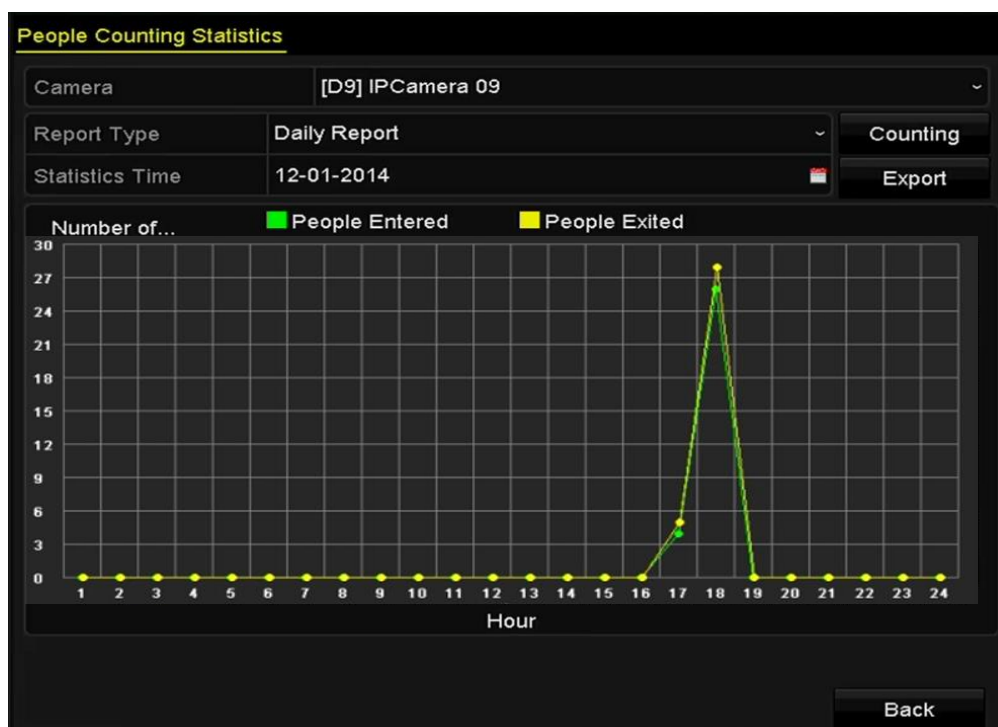 People Counting Statistics
Camera [D9] IPCamera 09
Report Type Daily Report Counting
Statistics Time 12-01-2014 Export
Number of... People Entered People Exited
30
27
24
21
18
15
12
9
6
3
0
1 2 3 4 5 6 7 8 9 10 11 12 13 14 15 16 17 18 19 20 21 22 23 24
Hour
Back